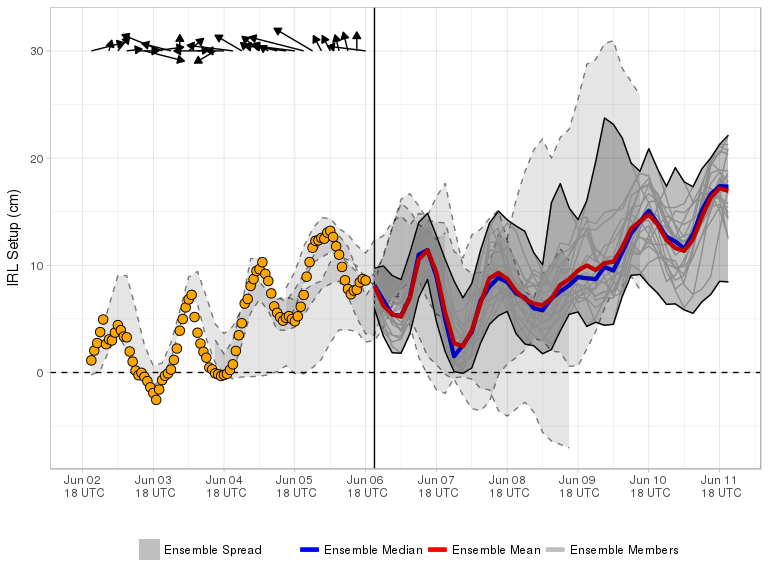 IRL Setup (cm)
30
20
10
0
Jun 02 Jun 03 Jun 04 Jun 05 Jun 06 Jun 07 Jun 08 Jun 09 Jun 10 Jun 11
18 UTC 18 UTC 18 UTC 18 UTC 18 UTC 18 UTC 18 UTC 18 UTC 18 UTC 18 UTC
Ensemble Spread Ensemble Median Ensemble Mean Ensemble Members